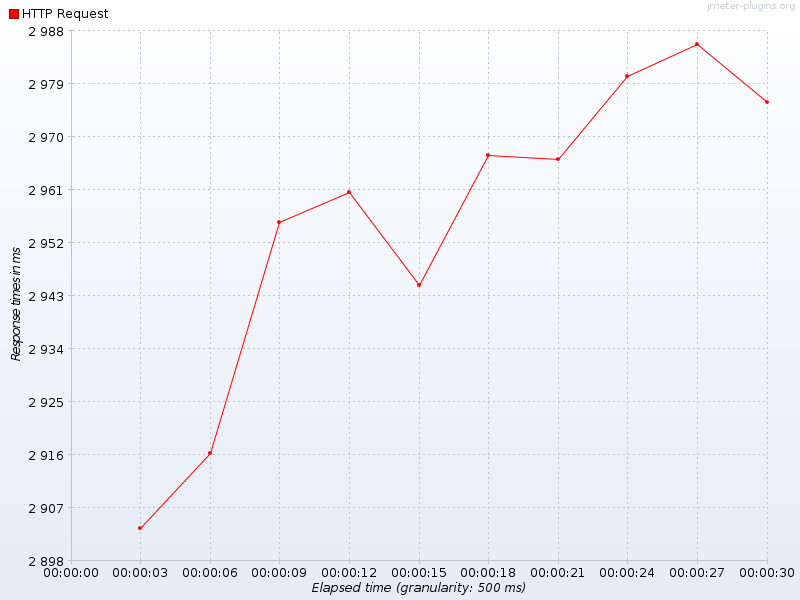 jmeter-plugins.org
HTTP Request
2 988
2 979
2 970
2 961
2 952
2 943
2 934
2 925
2 916
2 907
2 898
Response times in ms
00:00:00 00:00:03 00:00:06 00:00:09 00:00:12 00:00:15 00:00:18 00:00:21 00:00:24 00:00:27 00:00:30
Elapsed time (granularity: 500 ms)